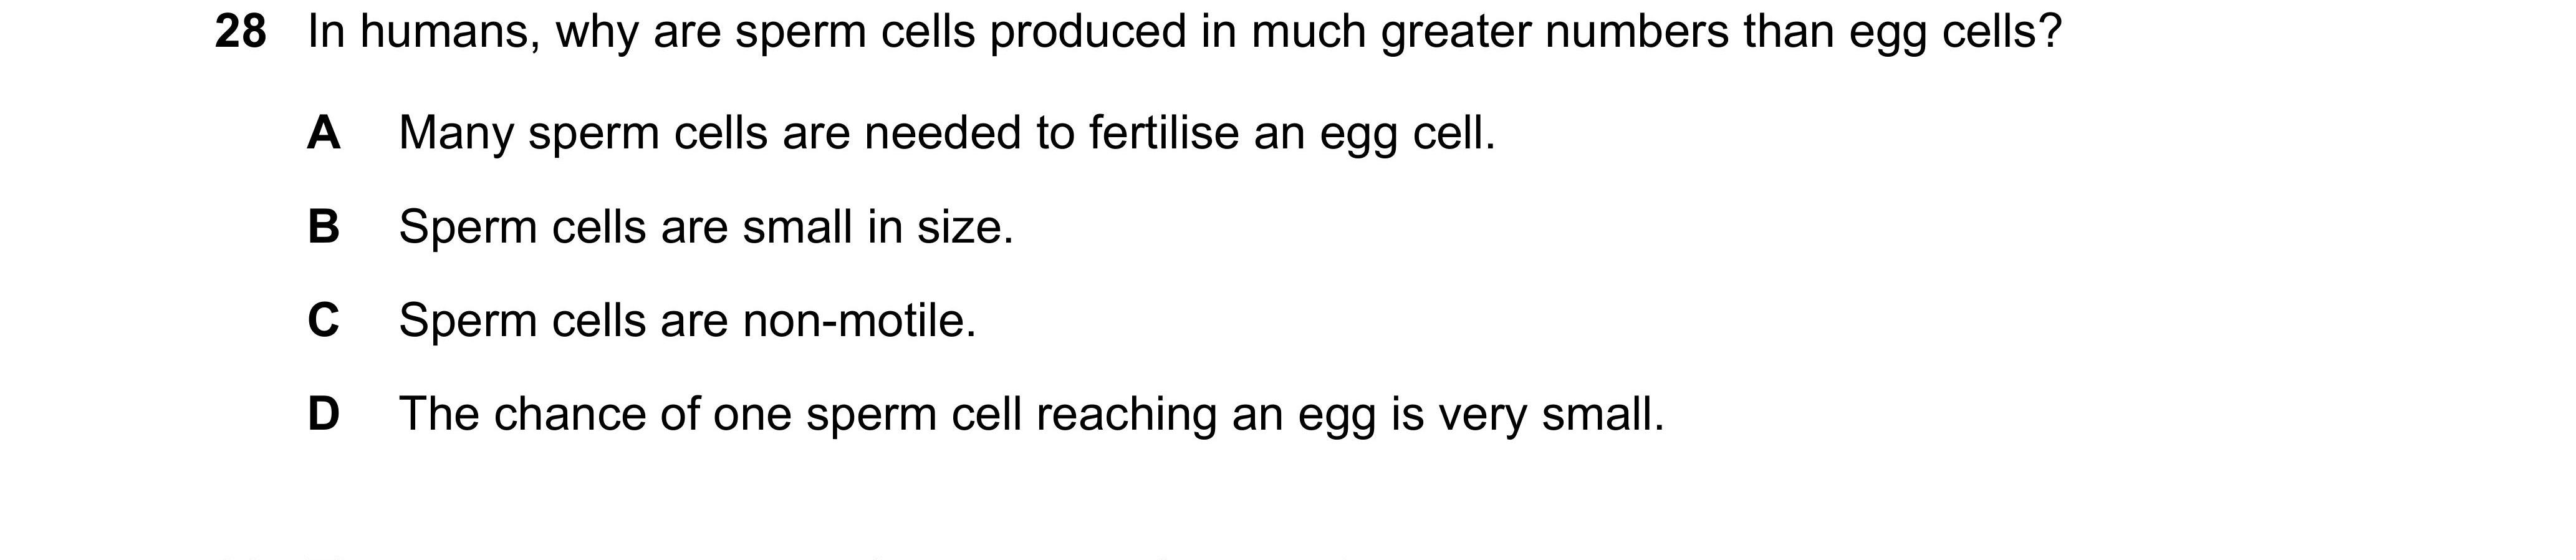 28 In humans, why are sperm cells produced in much greater numbers than egg cells?
A Many sperm cells are needed to fertilise an egg cell.
B Sperm cells are small in size.
C Sperm cells are non-motile.
D The chance of one sperm cell reaching an egg is very small.